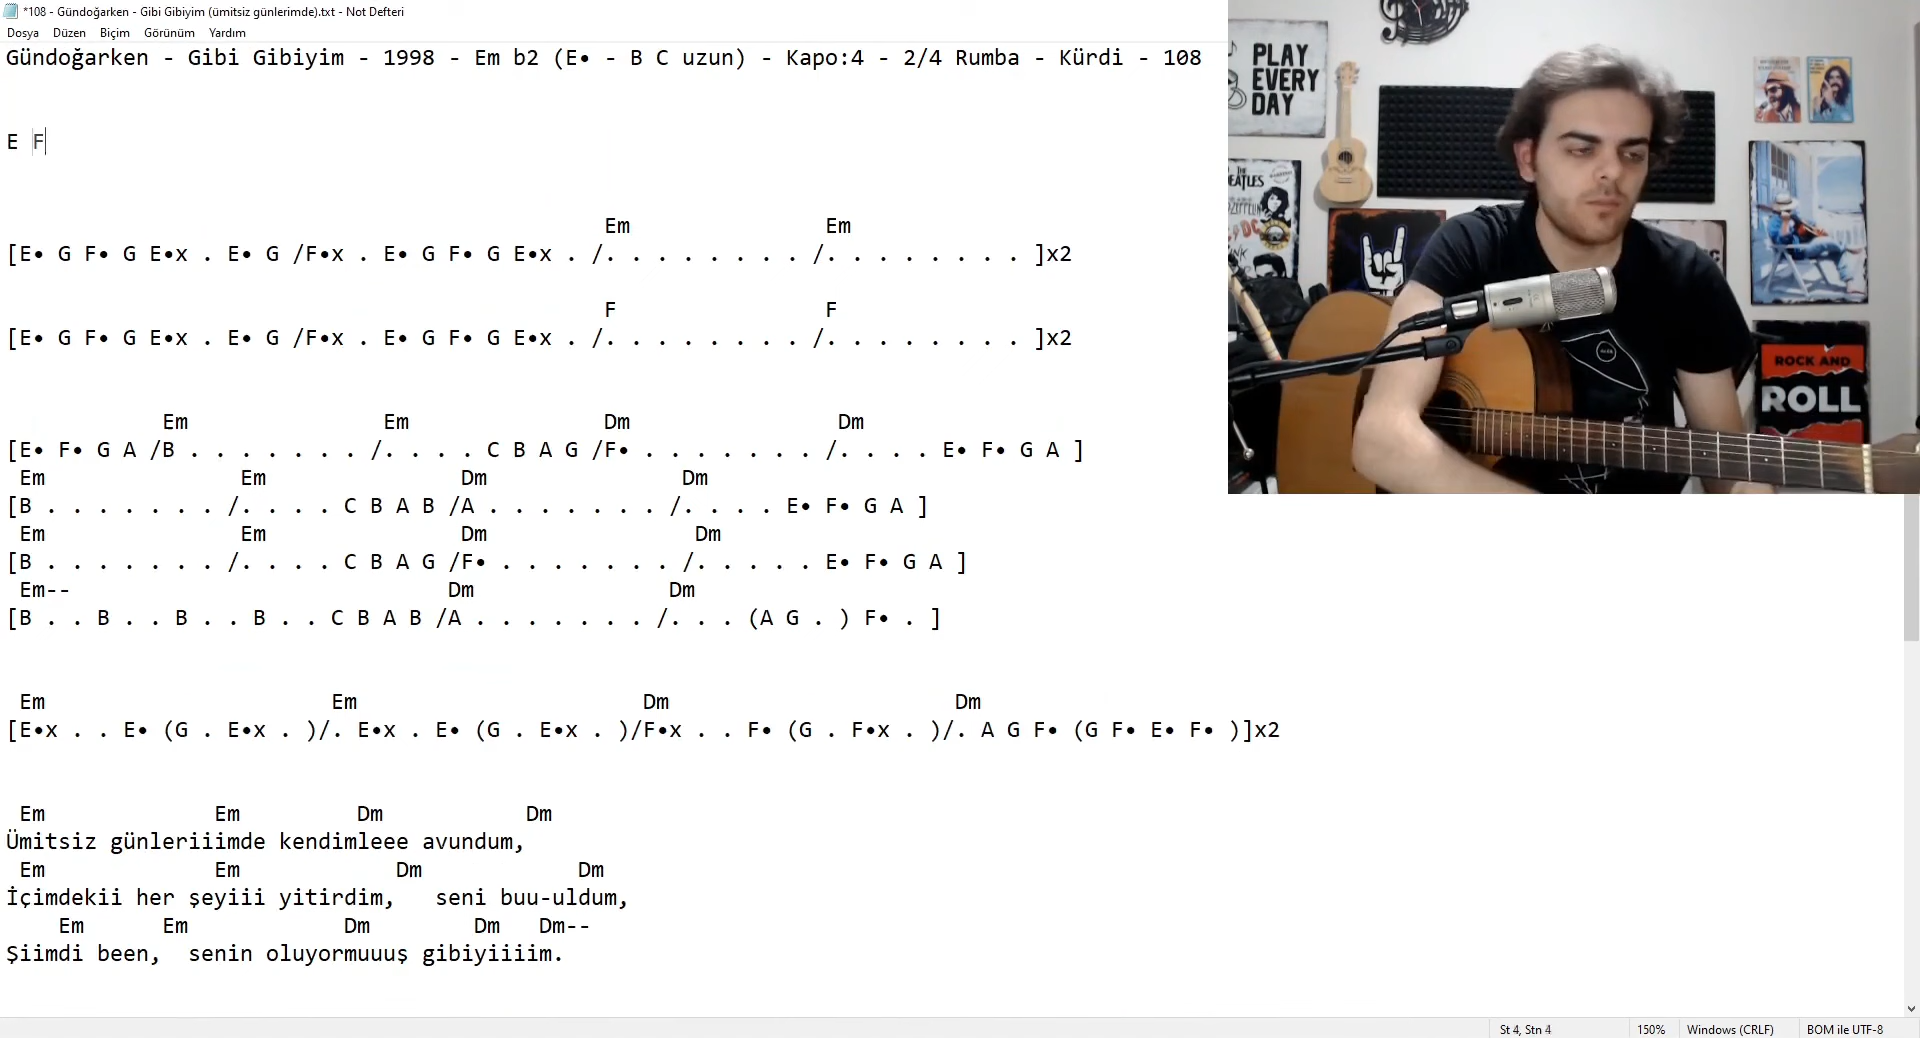 *108 - Gündoğarken - Gibi Gibiyim (ümitsiz günlerimde).txt - Not Defteri
Dosya Düzen Biçim Görünüm Yardım
Gündoğarken - Gibi Gibiyim - 1998 - Em b2 (E• - B C uzun) - Kapo:4 - 2/4 Rumba - Kürdi - 108
E F
Em Em
[E• G F• G E•x . E• G /F•x . E• G F• G E•x . /. . . . . . . . /. . . . . . . . ]x2
F F
[E• G F• G E•x . E• G /F•x . E• G F• G E•x . /. . . . . . . . /. . . . . . . . ]x2
Em Em Dm Dm
[E• F• G A /B . . . . . . . /. . . . C B A G /F• . . . . . . . /. . . . E• F• G A ]
Em Em Dm Dm
[B . . . . . . . /. . . . C B A B /A . . . . . . . /. . . . E• F• G A ]
Em Em Dm Dm
[B . . . . . . . /. . . . C B A G /F• . . . . . . . /. . . . . E• F• G A ]
Em-- Dm Dm
[B . . B . . B . . B . . C B A B /A . . . . . . . /. . . (A G . ) F• . ]
Em Em Dm Dm
[E•x . . E• (G . E•x . )/. E•x . E• (G . E•x . )/F•x . . F• (G . F•x . )/. A G F• (G F• E• F• )]x2
Em Em Dm Dm
Ümitsiz günleriiimde kendimleee avundum,
Em Em Dm Dm
İçimdekii her şeyiii yitirdim, seni buu-uldum,
Em Em Dm Dm Dm--
Şiimdi been, senin oluyormuuuş gibiyiiiim.
PLAY
EVERY
DAY
THE
BEATLES
ROCK AND
ROLL
St 4, Stn 4 150% Windows (CRLF) BOM ile UTF-8